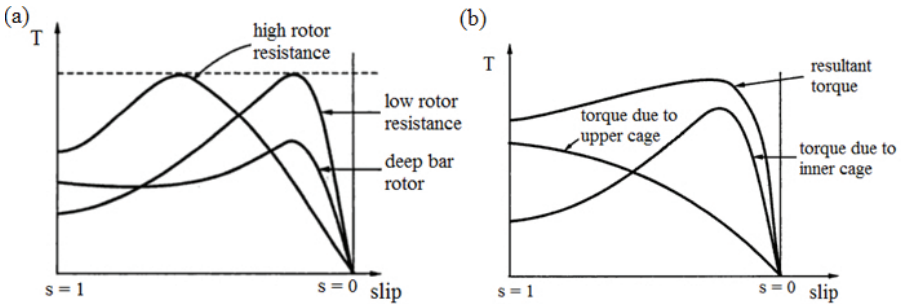 (a)
T
high rotor
resistance
low rotor
resistance
deep bar
rotor
s = 1
s = 0
slip
(b)
T
resultant
torque
torque due to
upper cage
torque due to
inner cage
s = 1
s = 0
slip